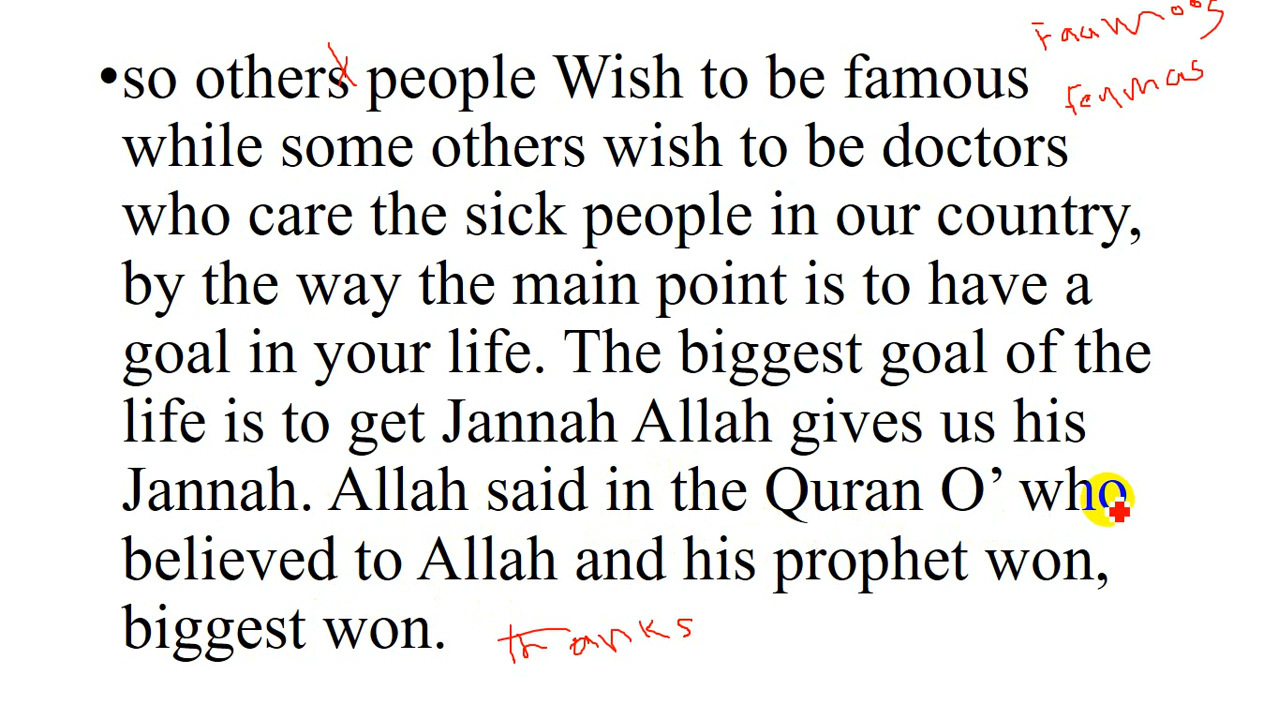 Faamoos
•so others people Wish to be famous
feymas
while some others wish to be doctors
who care the sick people in our country,
by the way the main point is to have a
goal in your life. The biggest goal of the
life is to get Jannah Allah gives us his
Jannah. Allah said in the Quran O’ who
believed to Allah and his prophet won,
biggest won.
thanks